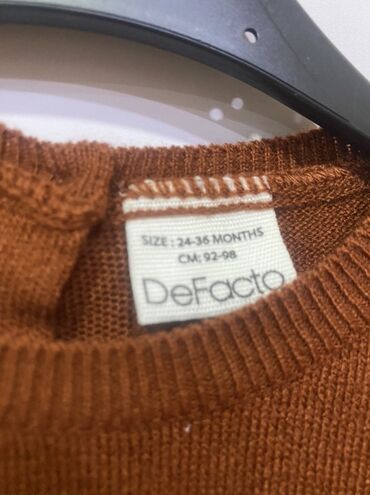 SIZE: 24-36 MONTHS
CM: 92-98
DeFacto